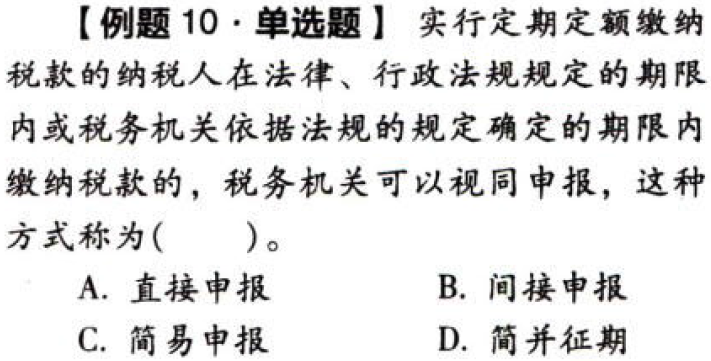 【例题 10·单选题】 实行定期定额缴纳
税款的纳税人在法律、行政法规规定的期限
内或税务机关依据法规的规定确定的期限内
缴纳税款的，税务机关可以视同申报，这种
方式称为(　　)。
A. 直接申报　　B. 间接申报
C. 简易申报　　D. 简并征期